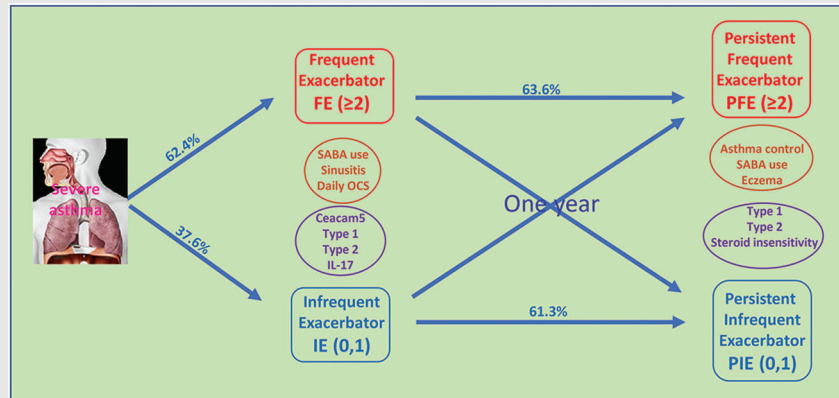 Severe
asthma
62.4%
37.6%
Frequent
Exacerbator
FE (≥2)
SABA use
Sinusitis
Daily OCS
Ceacam5
Type 1
Type 2
IL-17
Infrequent
Exacerbator
IE (0,1)
63.6%
One year
61.3%
Persistent
Frequent
Exacerbator
PFE (≥2)
Asthma control
SABA use
Eczema
Type 1
Type 2
Steroid insensitivity
Persistent
Infrequent
Exacerbator
PIE (0,1)